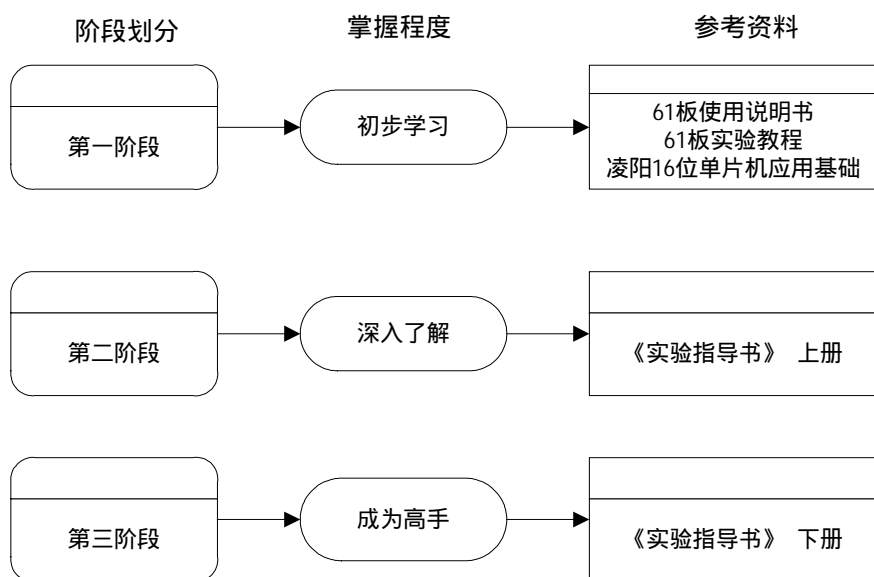 阶段划分 掌握程度 参考资料
第一阶段 初步学习 61板使用说明书
61板实验教程
凌阳16位单片机应用基础
第二阶段 深入了解 《实验指导书》 上册
第三阶段 成为高手 《实验指导书》 下册